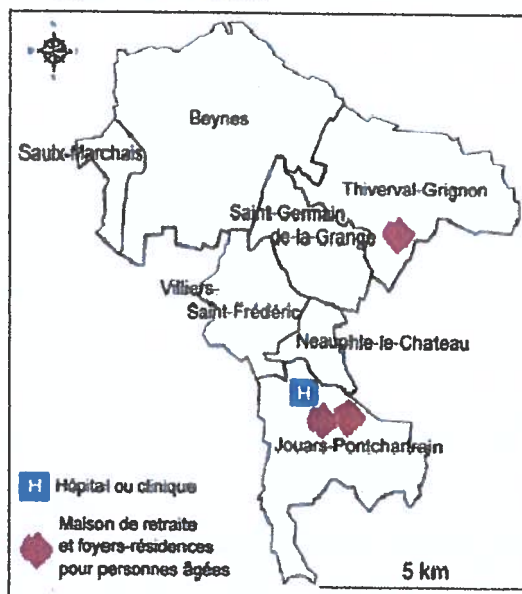 Beynes
Saulx-Marchais
Thiverval-Grignon
Saint-Germain
de-la-Grange
Villiers-
Saint-Frédéric
Neauphle-le-Chateau
H
Jouars-Pontchartrain
H Hôpital ou clinique
Maison de retraite
et foyers-résidences
pour personnes âgées
5 km